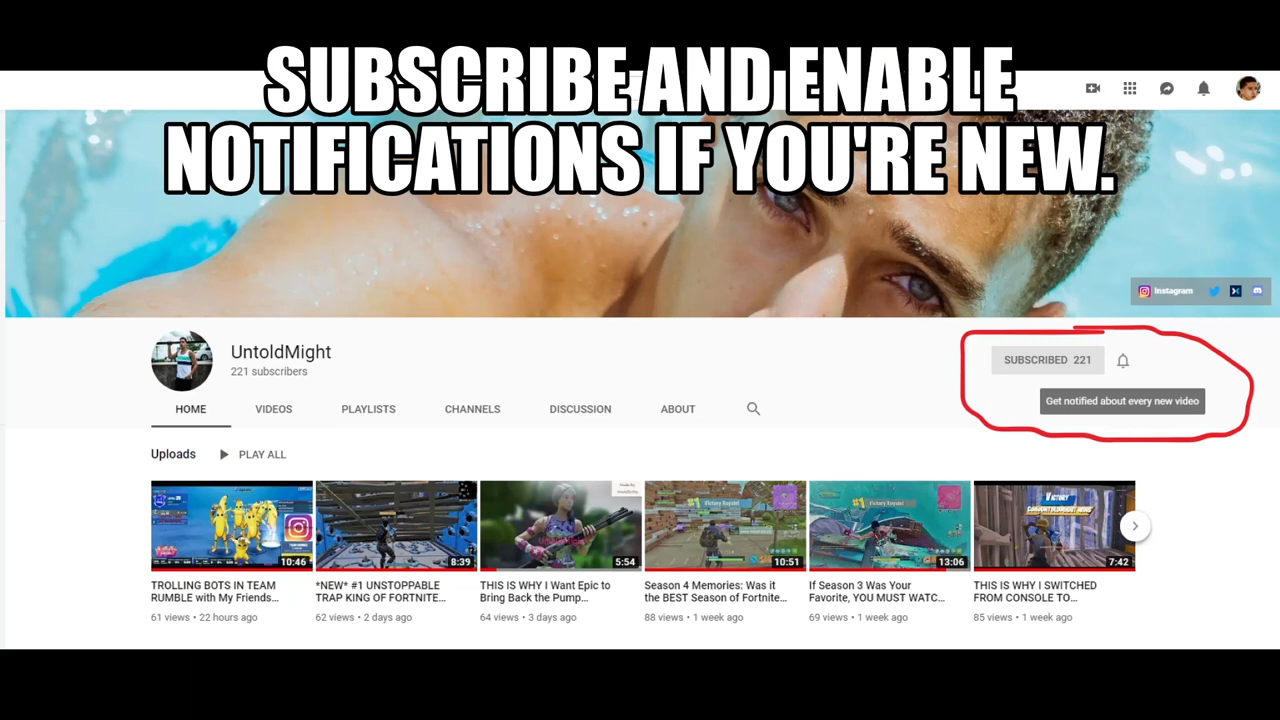 SUBSCRIBE AND ENABLE
NOTIFICATIONS IF YOU'RE NEW.
Instagram
UntoldMight
221 subscribers
SUBSCRIBED 221
Get notified about every new video
HOME VIDEOS PLAYLISTS CHANNELS DISCUSSION ABOUT
Uploads PLAY ALL
Victory Royale!
Victory Royale!
VICTORY
10:46
8:39
5:54
10:51
13:06
7:42
TROLLING BOTS IN TEAM
RUMBLE with My Friends...
61 views • 22 hours ago
*NEW* #1 UNSTOPPABLE
TRAP KING OF FORTNITE...
62 views • 2 days ago
THIS IS WHY I Want Epic to
Bring Back the Pump...
64 views • 3 days ago
Season 4 Memories: Was it
the BEST Season of Fortnite...
88 views • 1 week ago
If Season 3 Was Your
Favorite, YOU MUST WATC...
69 views • 1 week ago
THIS IS WHY I SWITCHED
FROM CONSOLE TO...
85 views • 1 week ago